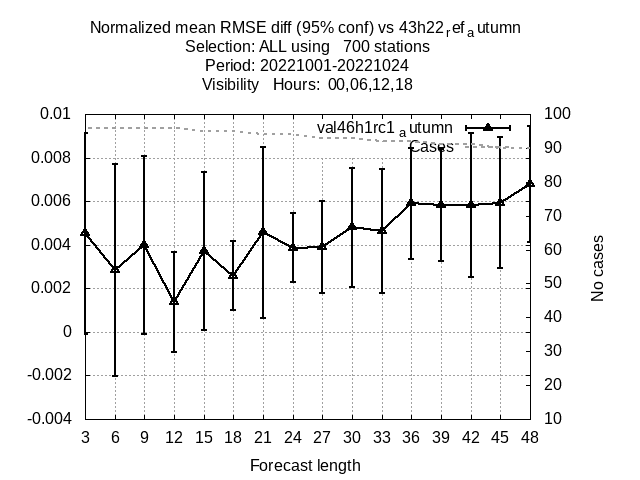 Normalized mean RMSE diff (95% conf) vs 43h22refautumn
Selection: ALL using 700 stations
Period: 20221001-20221024
Visibility Hours: 00,06,12,18
0.01
0.008
0.006
0.004
0.002
0
-0.002
-0.004
val46h1rc1autumn
Cases
100
90
80
70
60
50
40
30
20
10
No cases
3 6 9 12 15 18 21 24 27 30 33 36 39 42 45 48
Forecast length